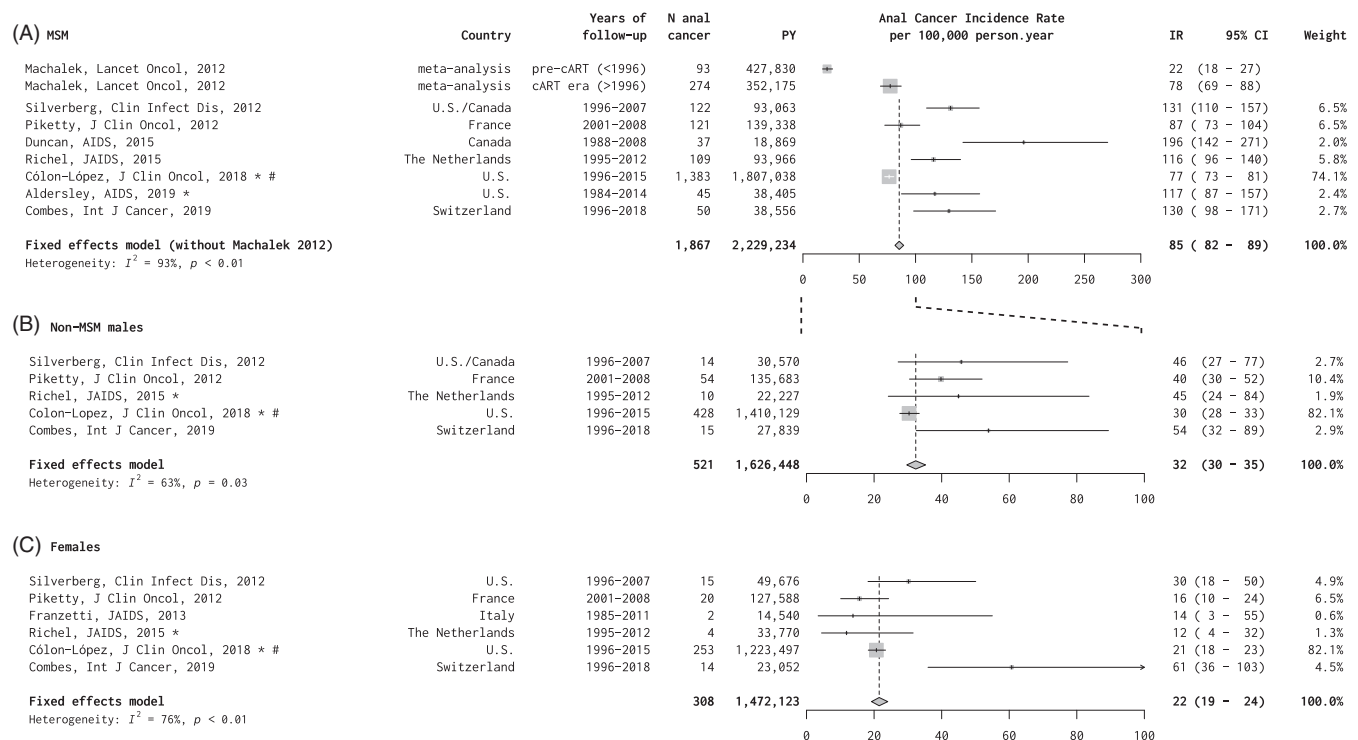 Years of N anal Anal Cancer Incidence Rate
(A) MSM Country follow-up cancer PY per 100,000 person.year IR 95% CI Weight
Machalek, Lancet Oncol, 2012 meta-analysis pre-cART (<1996) 93 427,830 22 (18 - 27)
Machalek, Lancet Oncol, 2012 meta-analysis cART era (>1996) 274 352,175 78 (69 - 88)
Silverberg, Clin Infect Dis, 2012 U.S./Canada 1996-2007 122 93,063 131 (110 - 157) 6.5%
Piketty, J Clin Oncol, 2012 France 2001-2008 121 139,338 87 ( 73 - 104) 6.5%
Duncan, AIDS, 2015 Canada 1988-2008 37 18,869 196 (142 - 271) 2.0%
Richel, JAIDS, 2015 The Netherlands 1995-2012 109 93,966 116 ( 96 - 140) 5.8%
Cólon-López, J Clin Oncol, 2018 * # U.S. 1996-2015 1,383 1,807,038 77 ( 73 - 81) 74.1%
Aldersley, AIDS, 2019 * U.S. 1984-2014 45 38,405 117 ( 87 - 157) 2.4%
Combes, Int J Cancer, 2019 Switzerland 1996-2018 50 38,556 130 ( 98 - 171) 2.7%
Fixed effects model (without Machalek 2012) 1,867 2,229,234 85 ( 82 - 89) 100.0%
Heterogeneity: I² = 93%, p < 0.01
0 50 100 150 200 250 300
(B) Non-MSM males
Silverberg, Clin Infect Dis, 2012 U.S./Canada 1996-2007 14 30,570 46 (27 - 77) 2.7%
Piketty, J Clin Oncol, 2012 France 2001-2008 54 135,683 40 (30 - 52) 10.4%
Richel, JAIDS, 2015 * The Netherlands 1995-2012 10 22,227 45 (24 - 84) 1.9%
Colon-Lopez, J Clin Oncol, 2018 * # U.S. 1996-2015 428 1,410,129 30 (28 - 33) 82.1%
Combes, Int J Cancer, 2019 Switzerland 1996-2018 15 27,839 54 (32 - 89) 2.9%
Fixed effects model 521 1,626,448 32 (30 - 35) 100.0%
Heterogeneity: I² = 63%, p = 0.03
0 20 40 60 80 100
(C) Females
Silverberg, Clin Infect Dis, 2012 U.S. 1996-2007 15 49,676 30 (18 - 50) 4.9%
Piketty, J Clin Oncol, 2012 France 2001-2008 20 127,588 16 (10 - 24) 6.5%
Franzetti, JAIDS, 2013 Italy 1985-2011 2 14,540 14 ( 3 - 55) 0.6%
Richel, JAIDS, 2015 * The Netherlands 1995-2012 4 33,770 12 ( 4 - 32) 1.3%
Cólon-López, J Clin Oncol, 2018 * # U.S. 1996-2015 253 1,223,497 21 (18 - 23) 82.1%
Combes, Int J Cancer, 2019 Switzerland 1996-2018 14 23,052 61 (36 - 103) 4.5%
Fixed effects model 308 1,472,123 22 (19 - 24) 100.0%
Heterogeneity: I² = 76%, p < 0.01
0 20 40 60 80 100